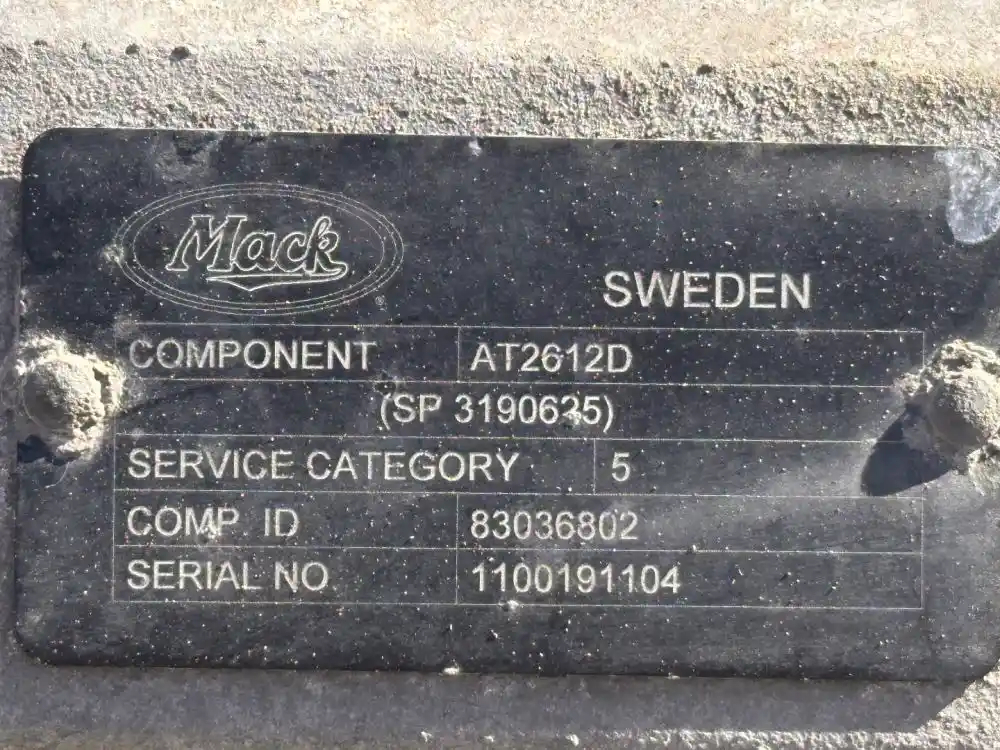 Mack ®
SWEDEN
COMPONENT AT2612D
(SP 3190635)
SERVICE CATEGORY 5
COMP. ID 83036802
SERIAL NO 1100191104